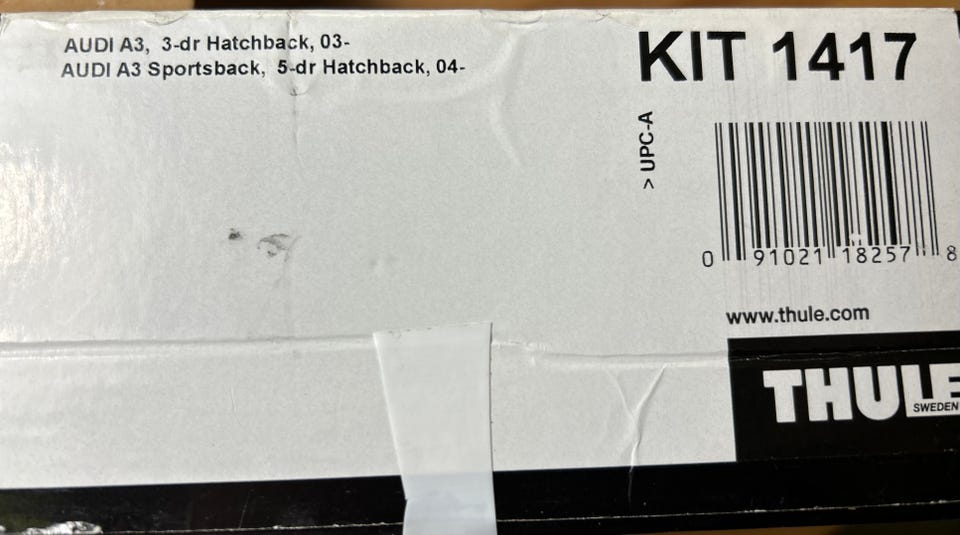 AUDI A3, 3-dr Hatchback, 03-
AUDI A3 Sportsback, 5-dr Hatchback, 04-
KIT 1417
> UPC-A
0 91021 18257 8
www.thule.com
THULE
SWEDEN